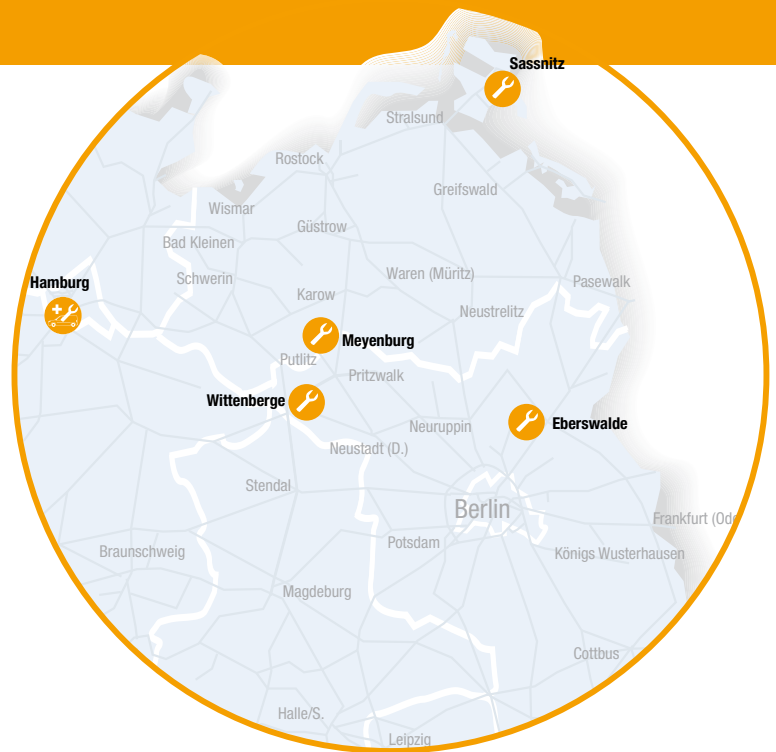 Sassnitz
Stralsund
Rostock
Greifswald
Wismar
Güstrow
Bad Kleinen
Waren (Müritz)
Schwerin
Pasewalk
Hamburg
Karow
Neustrelitz
Meyenburg
Putlitz
Pritzwalk
Wittenberge
Neuruppin
Eberswalde
Neustadt (D.)
Stendal
Berlin
Frankfurt (Od
Potsdam
Braunschweig
Königs Wusterhausen
Magdeburg
Cottbus
Halle/S.
Leipzig